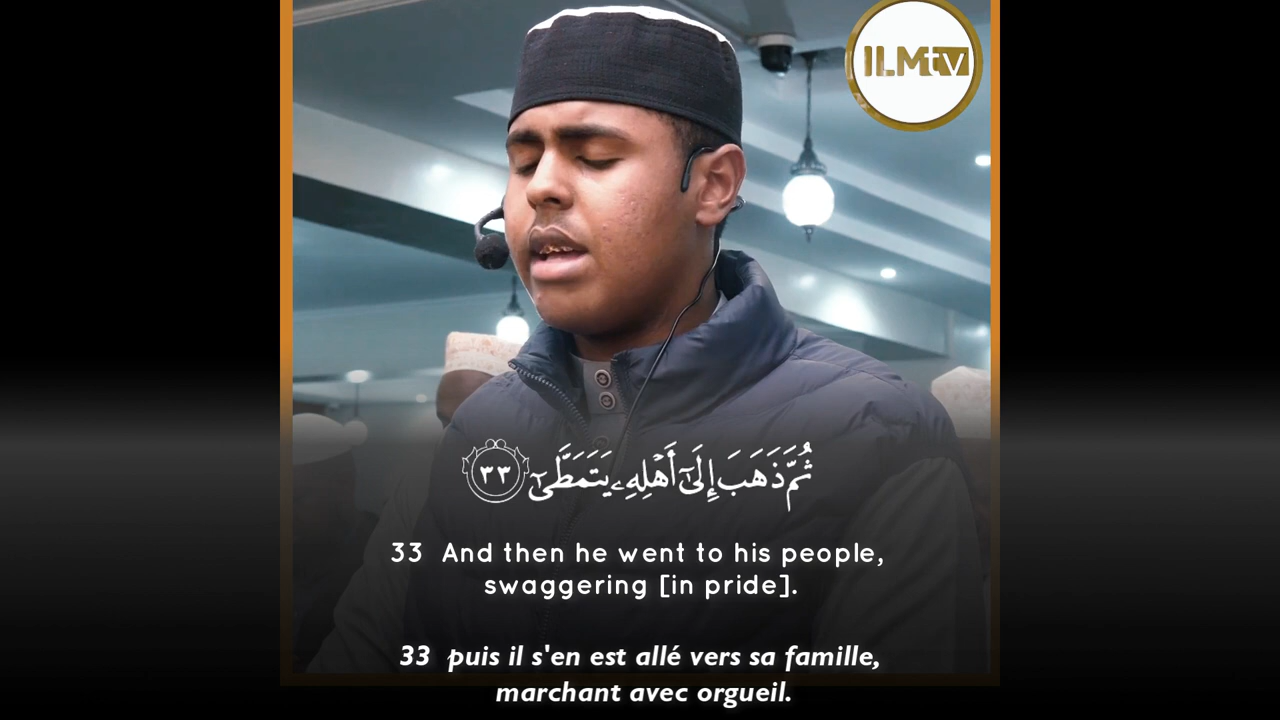 ILMtv
ثُمَّ ذَهَبَ إِلَىٰٓ أَهْلِهِۦ يَتَمَطَّىٰٓ ٣٣
33 And then he went to his people,
swaggering [in pride].
33 puis il s'en est allé vers sa famille,
marchant avec orgueil.